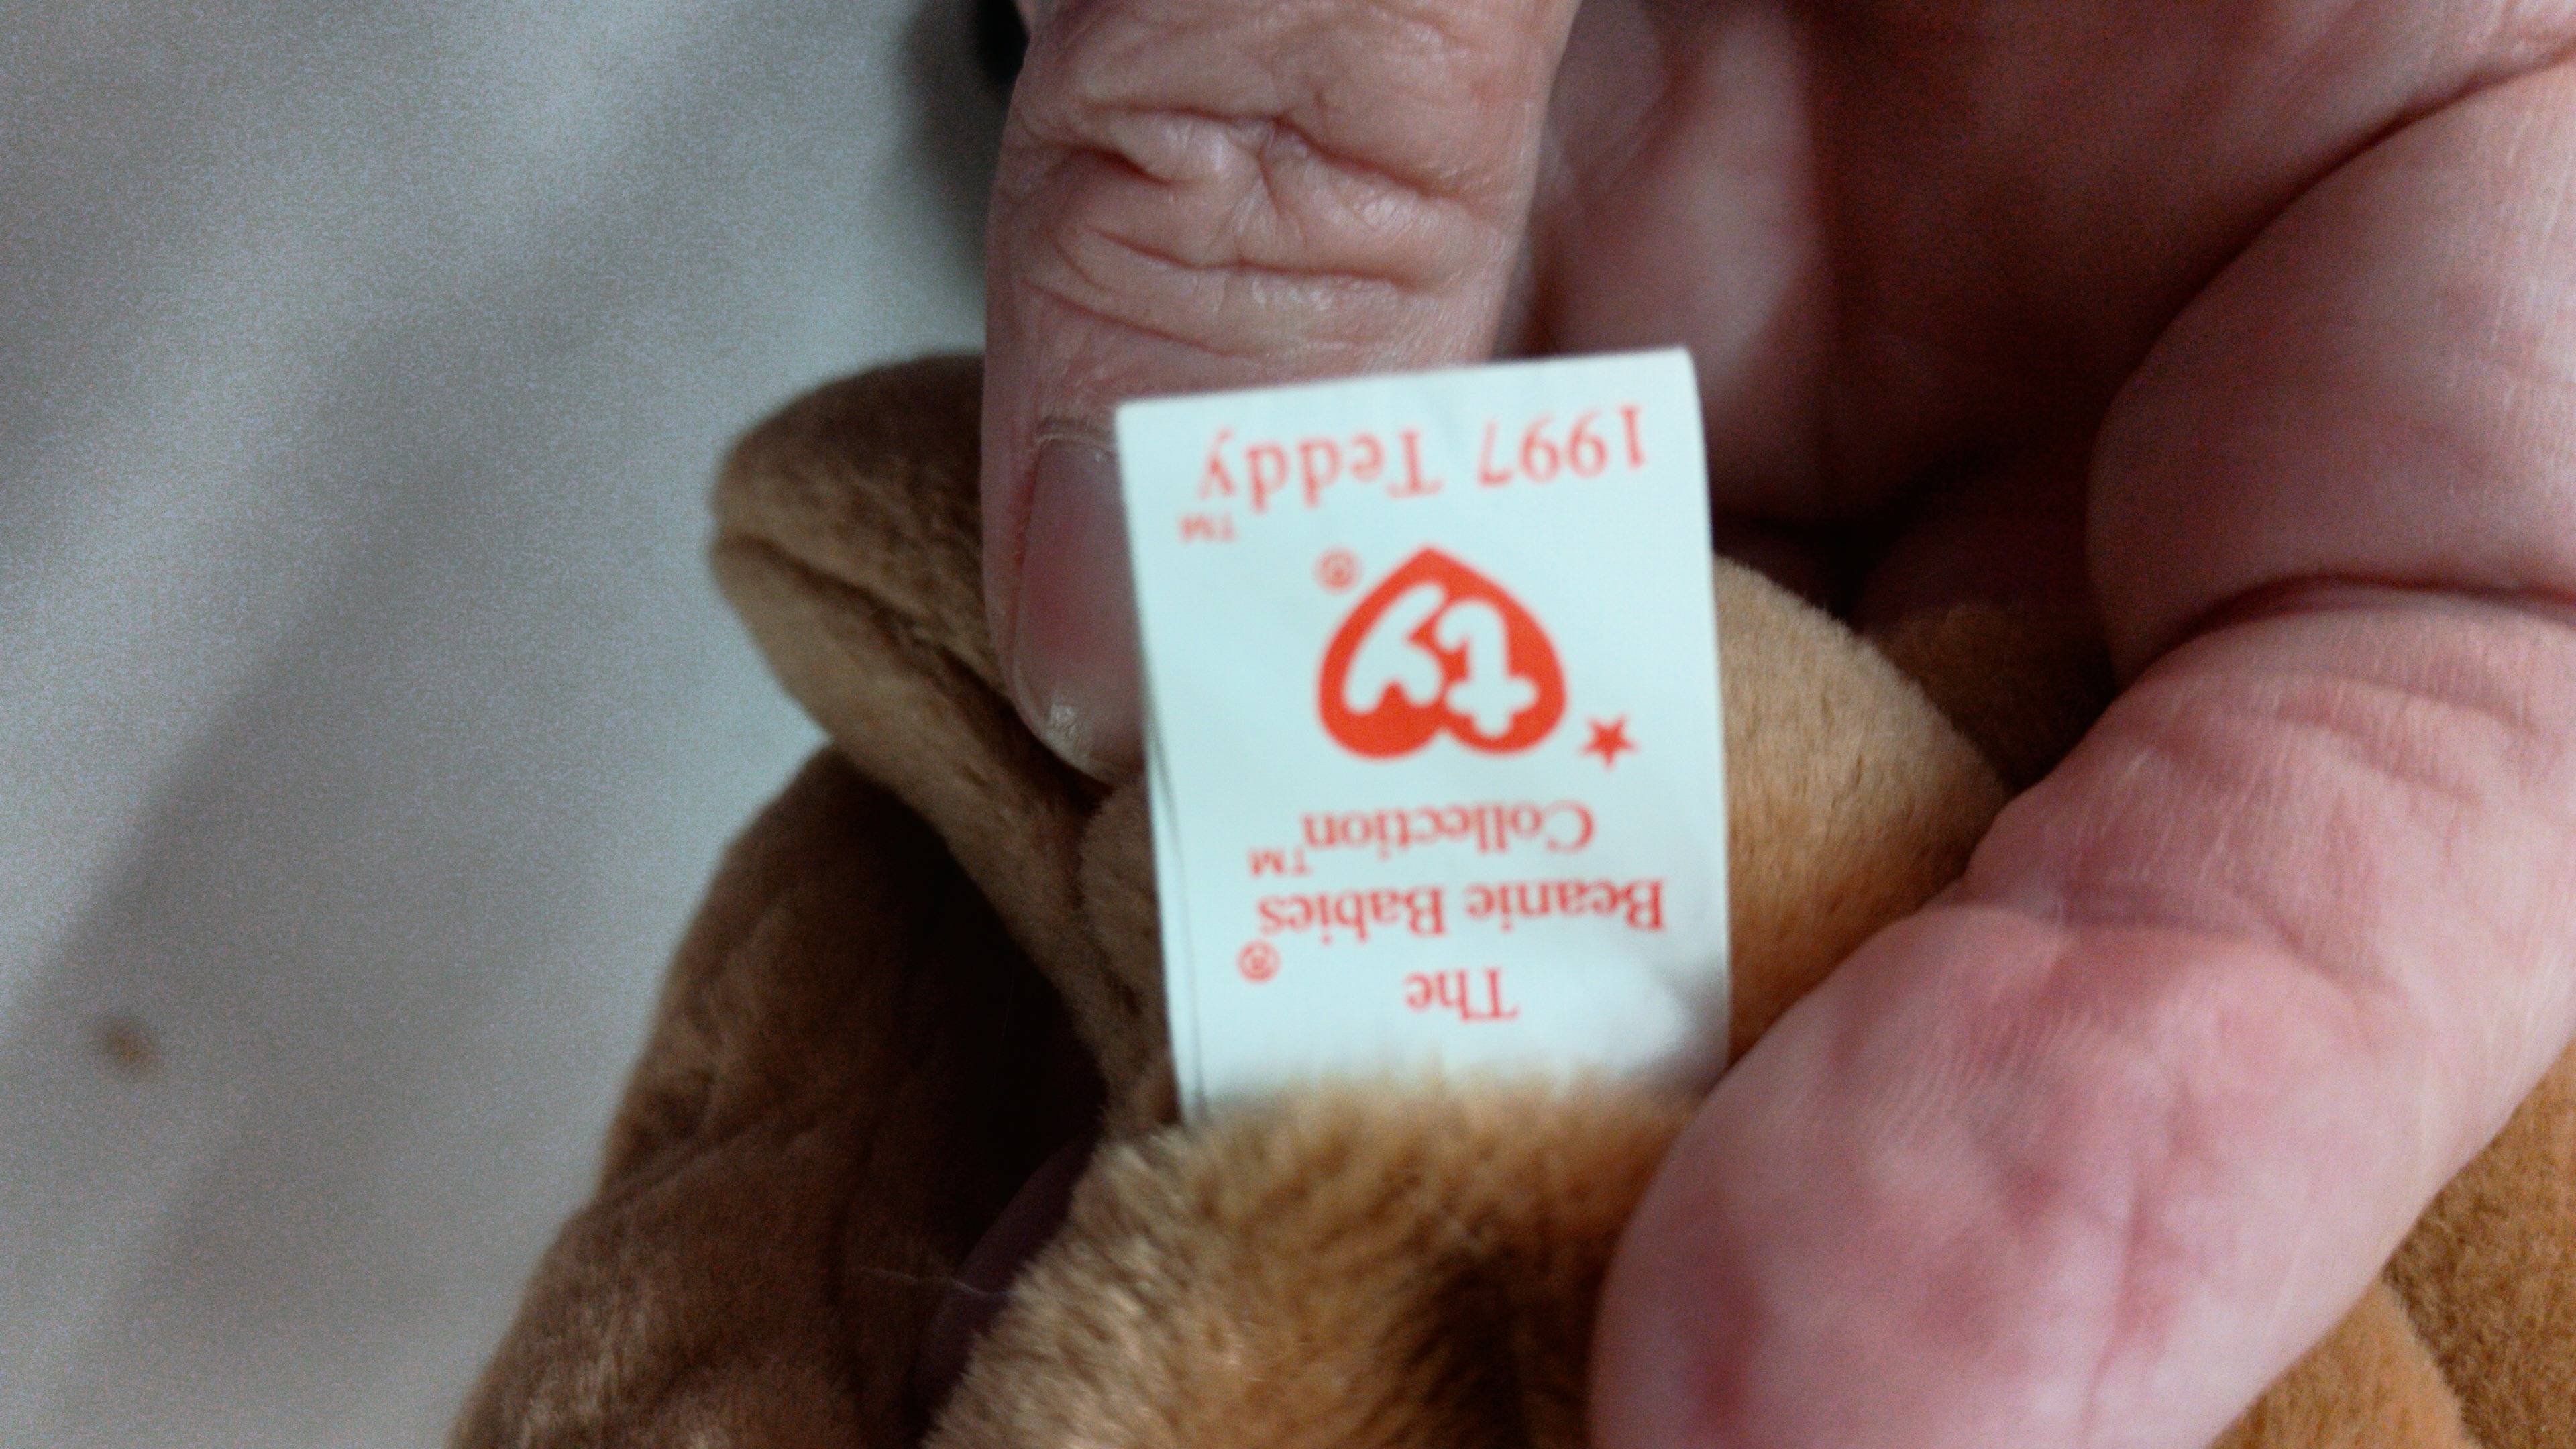 The
Beanie Babies®
Collection™
★ ty®
1997 Teddy™